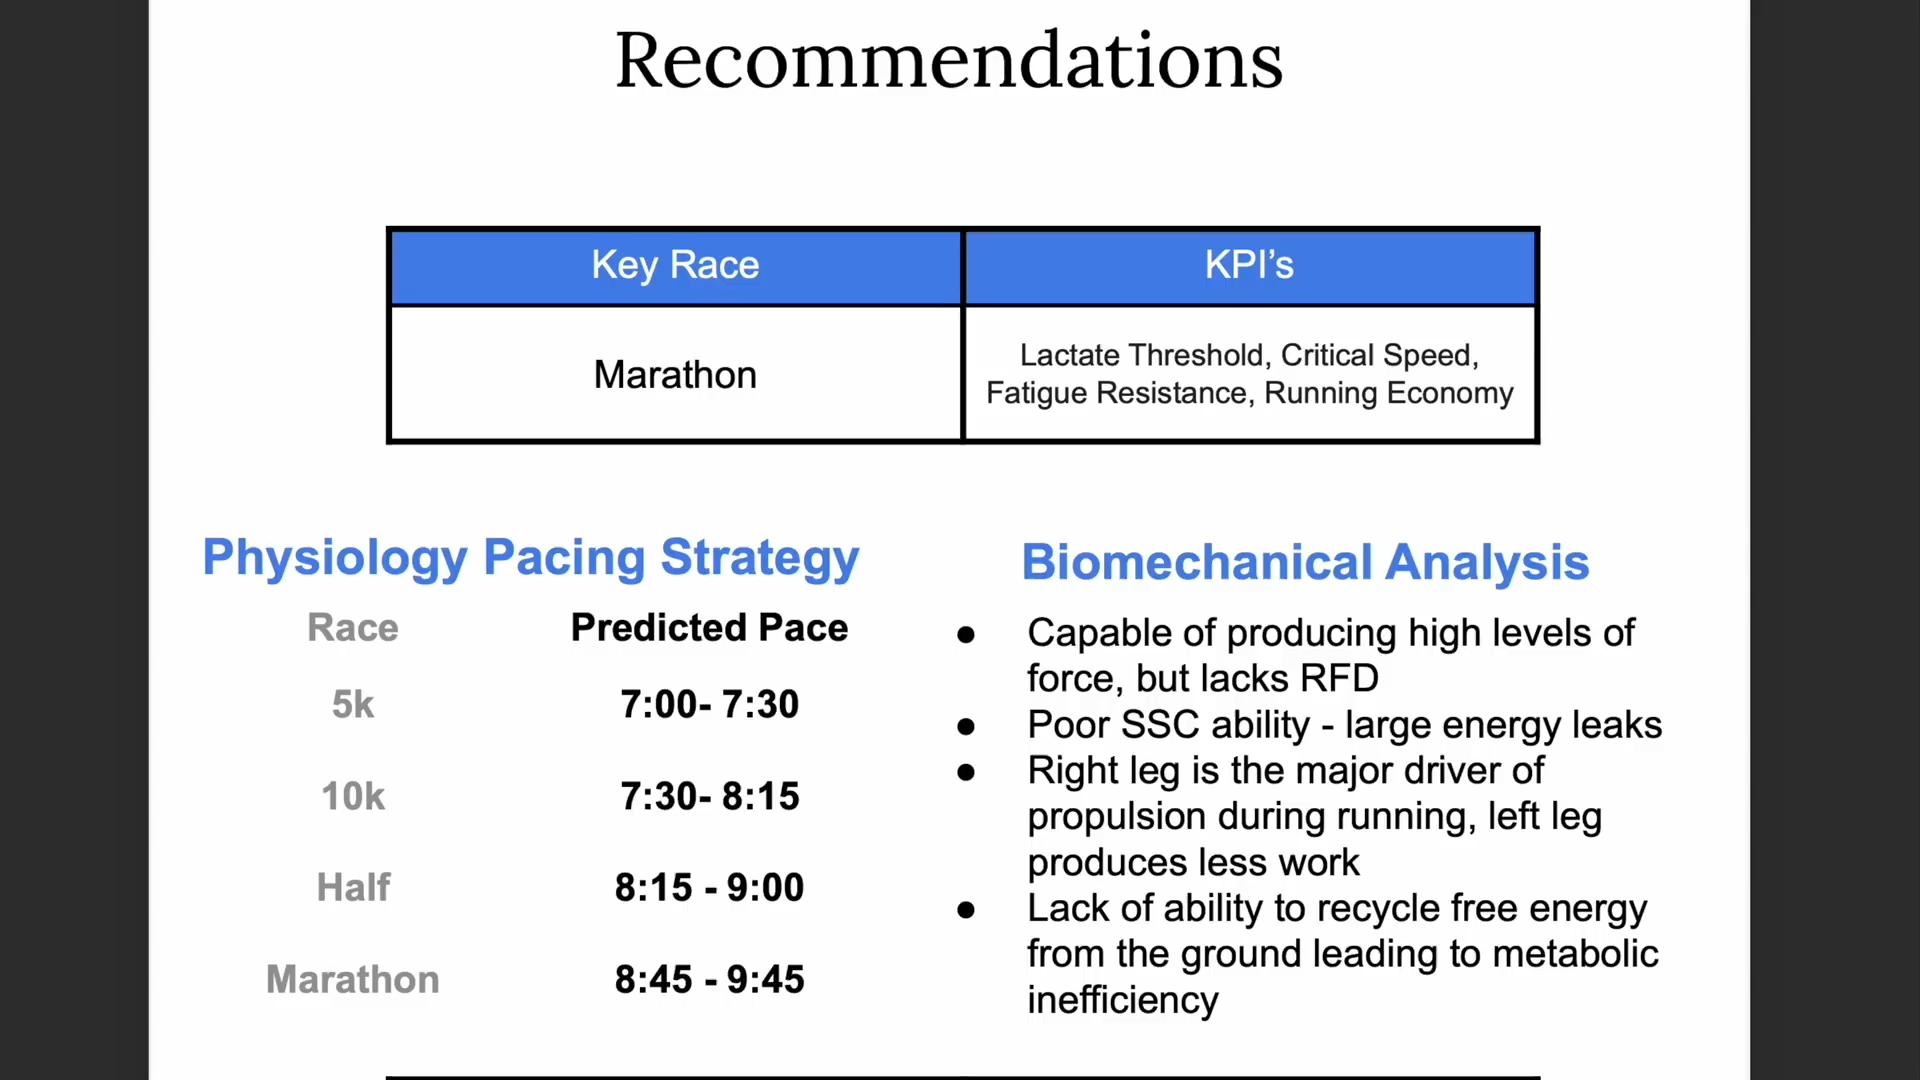 Recommendations
Key Race
KPI’s
Marathon
Lactate Threshold, Critical Speed,
Fatigue Resistance, Running Economy
Physiology Pacing Strategy
Race
Predicted Pace
5k
7:00- 7:30
10k
7:30- 8:15
Half
8:15 - 9:00
Marathon
8:45 - 9:45
Biomechanical Analysis
● Capable of producing high levels of
force, but lacks RFD
● Poor SSC ability - large energy leaks
● Right leg is the major driver of
propulsion during running, left leg
produces less work
● Lack of ability to recycle free energy
from the ground leading to metabolic
inefficiency